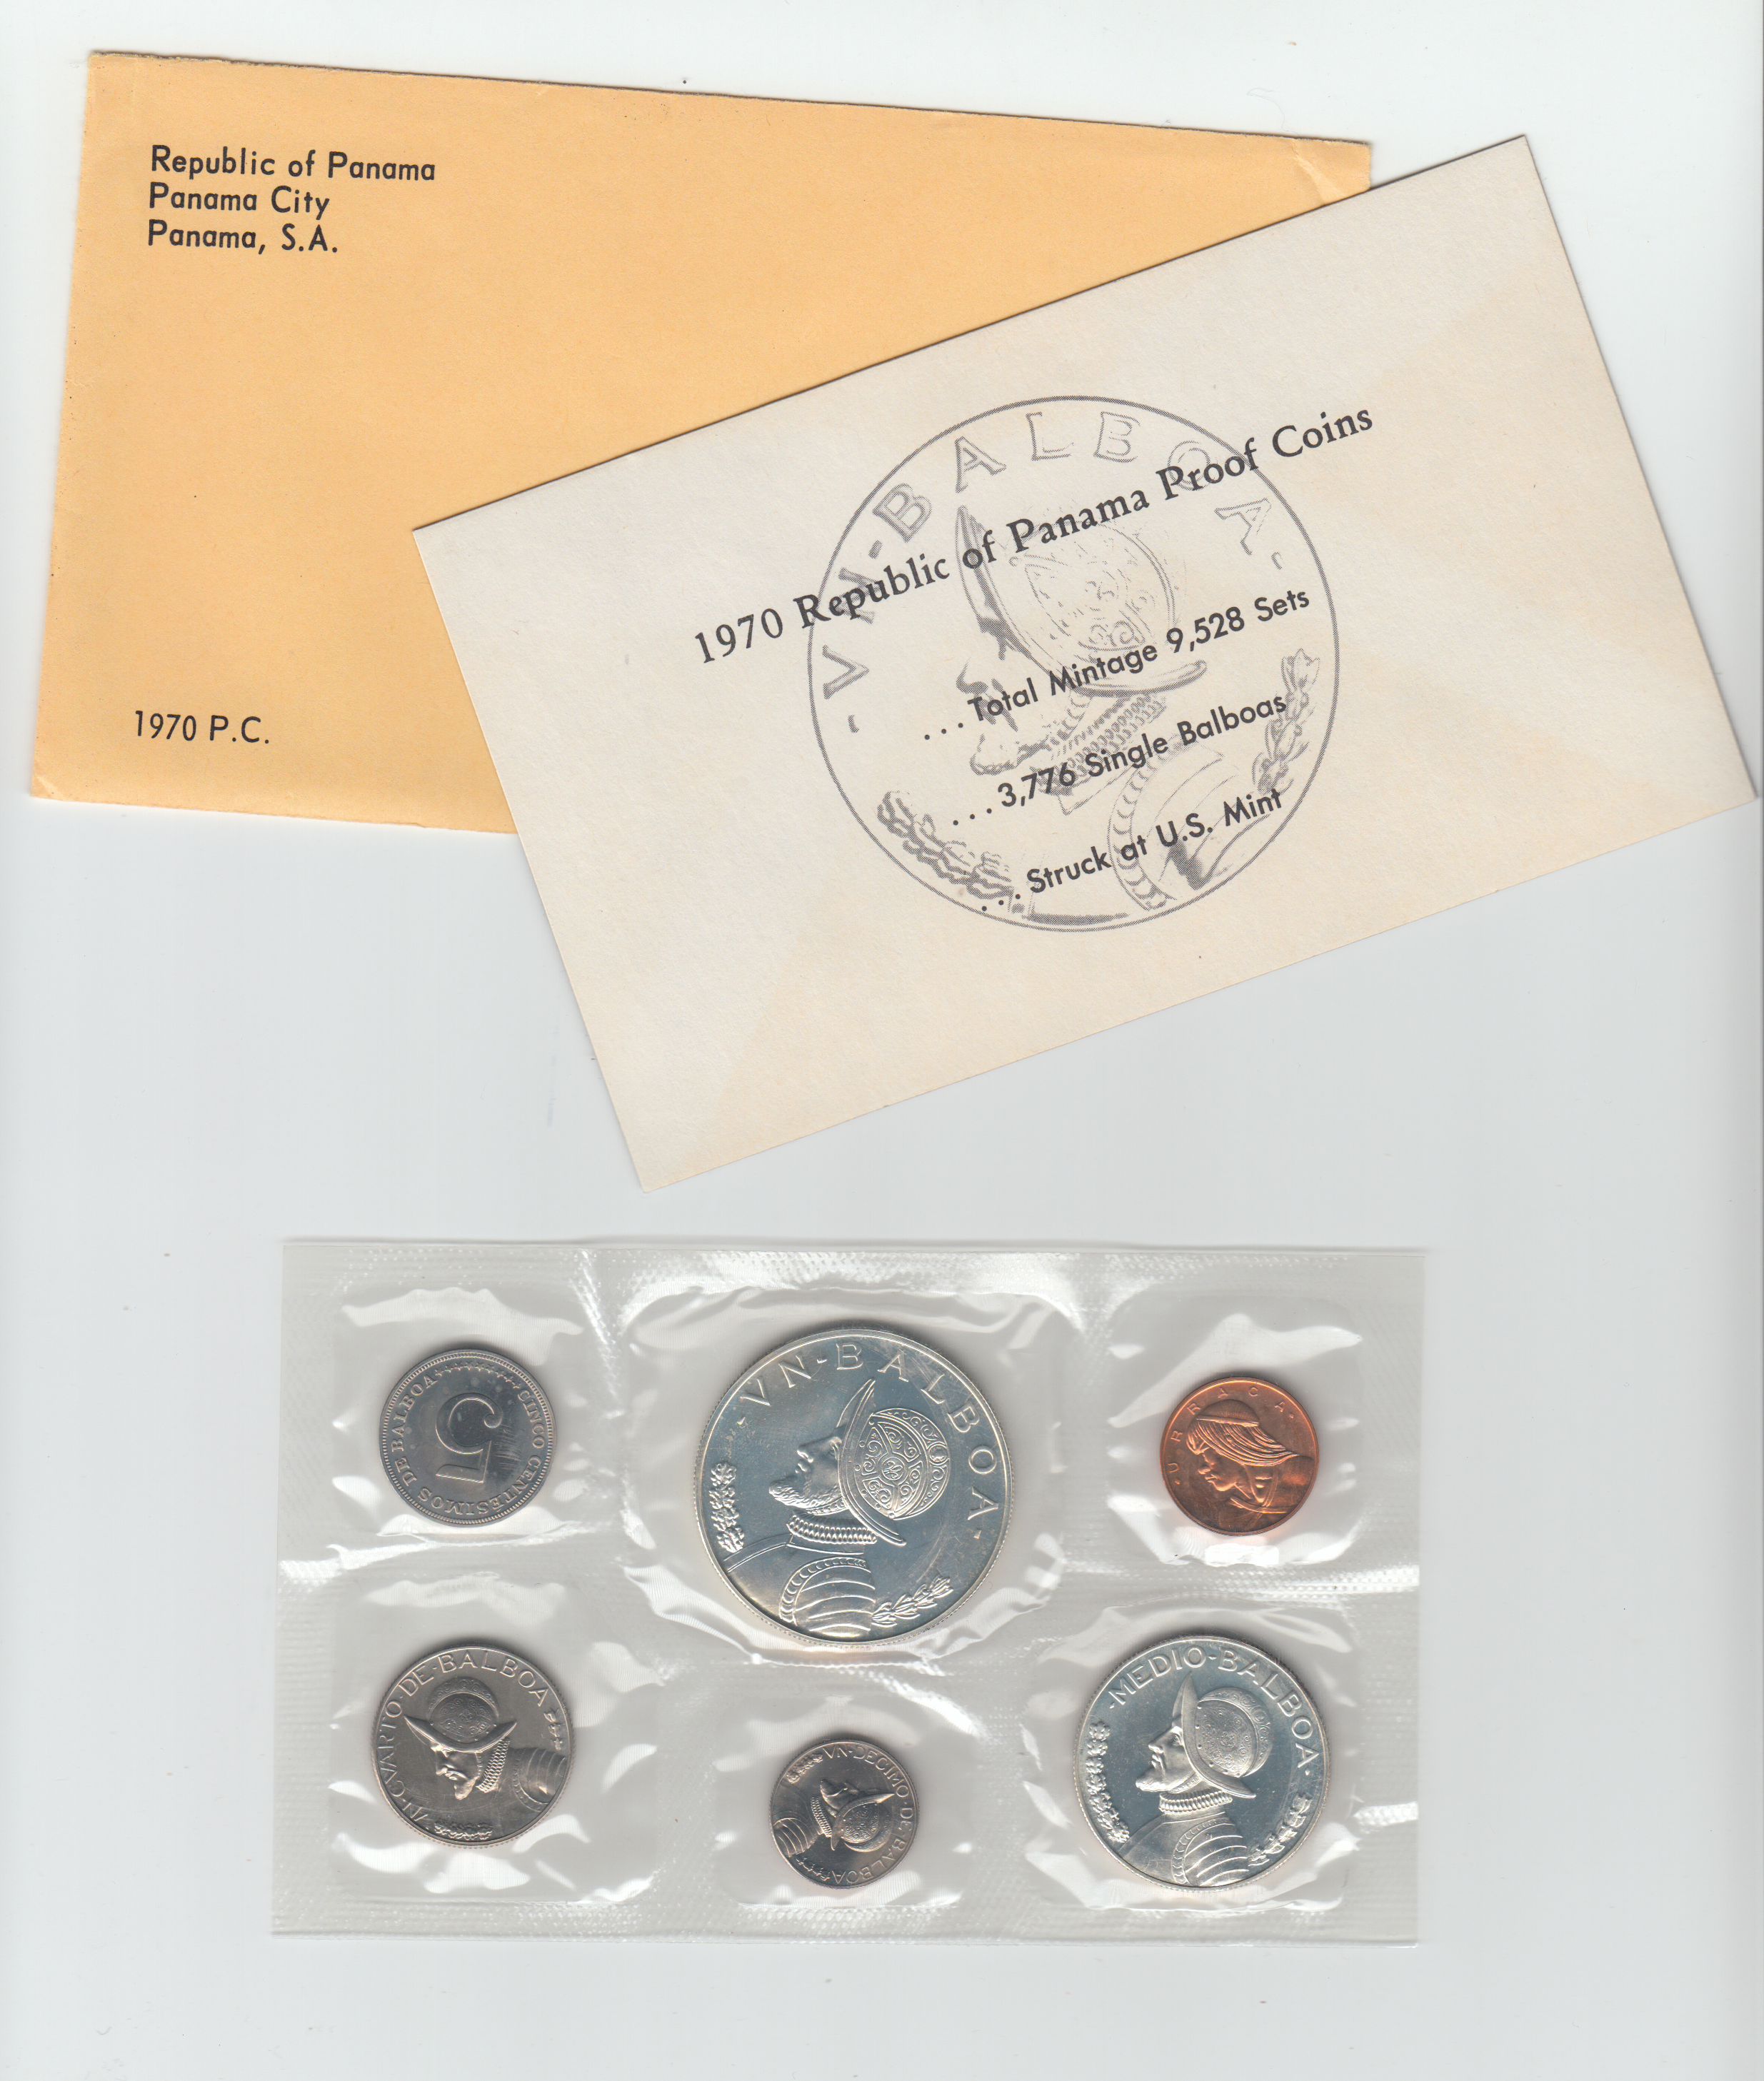 Republic of Panama
Panama City
Panama, S.A.
1970 P.C.
- VN - BALBOA -
1970 Republic of Panama Proof Coins
...Total Mintage 9,528 Sets
...3,776 Single Balboas
...Struck at U.S. Mint
5
CINCO CENTESIMOS DE BALBOA
- VN - BALBOA -
· URRACA ·
VN · CVARTO · DE · BALBOA
VN · DECIMO · DE · BALBOA
· MEDIO · BALBOA ·